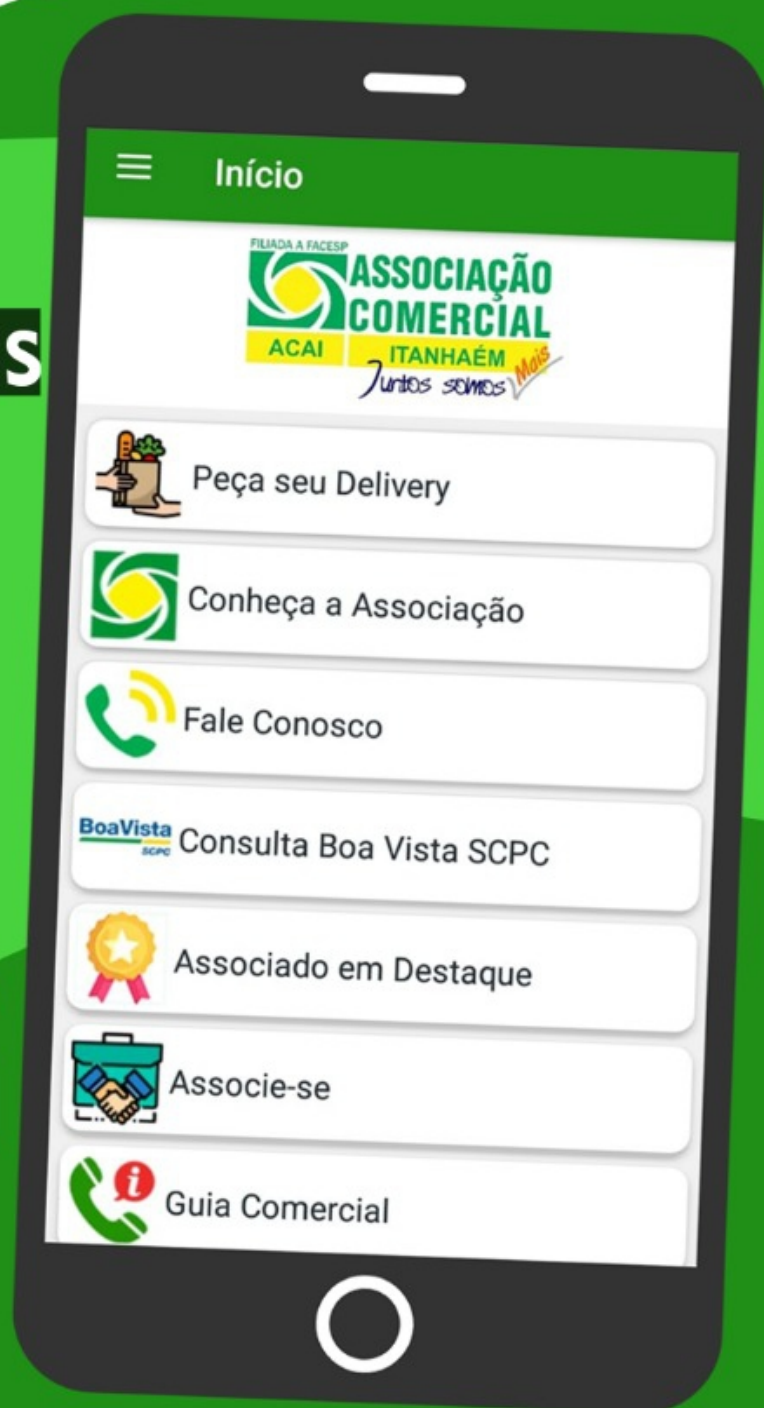 Início
FILIADA A FACESP
ASSOCIAÇÃO
COMERCIAL
ACAI ITANHAÉM
Juntos somos Mais
S
Peça seu Delivery
Conheça a Associação
Fale Conosco
BoaVista
SCPC
Consulta Boa Vista SCPC
Associado em Destaque
Associe-se
i
Guia Comercial